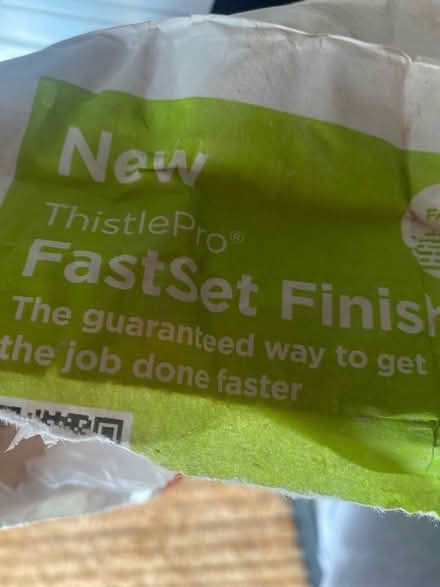 New
ThistlePro®
FastSet Finish
The guaranteed way to get
the job done faster